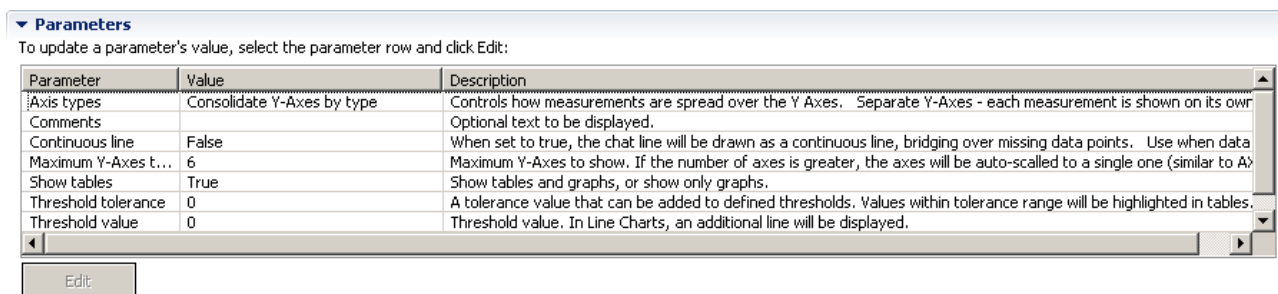 Parameters
To update a parameter's value, select the parameter row and click Edit:
Parameter Value Description
Axis types Consolidate Y-Axes by type Controls how measurements are spread over the Y Axes. Separate Y-Axes - each measurement is shown on its own
Comments Optional text to be displayed.
Continuous line False When set to true, the chat line will be drawn as a continuous line, bridging over missing data points. Use when data
Maximum Y-Axes t... 6 Maximum Y-Axes to show. If the number of axes is greater, the axes will be auto-scalled to a single one (similar to
Show tables True Show tables and graphs, or show only graphs.
Threshold tolerance 0 A tolerance value that can be added to defined thresholds. Values within tolerance range will be highlighted in tables.
Threshold value 0 Threshold value. In Line Charts, an additional line will be displayed.
Edit